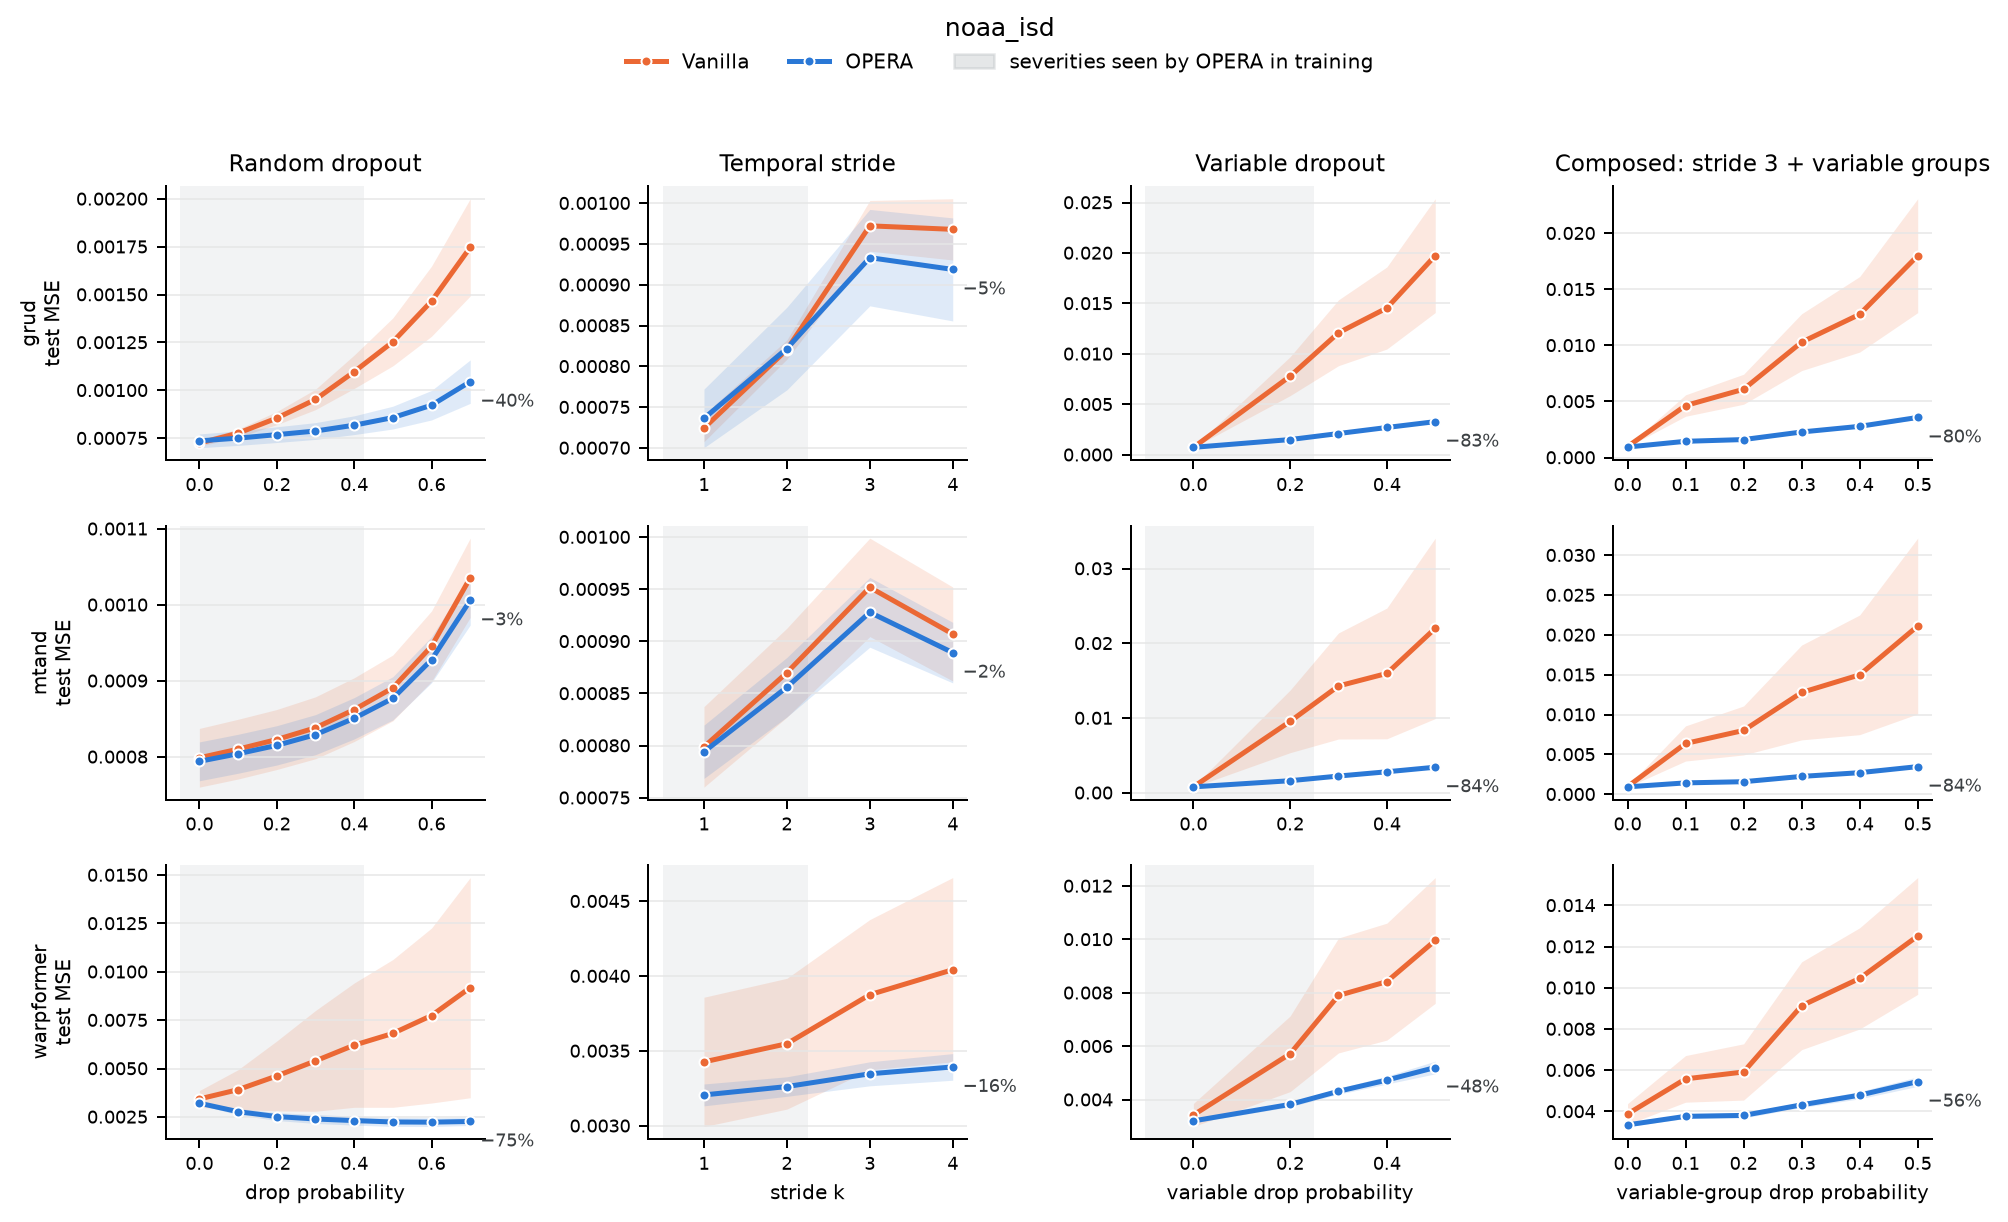 noaa_isd
Vanilla
OPERA
severities seen by OPERA in training
Random dropout
Temporal stride
Variable dropout
Composed: stride 3 + variable groups
grud
test MSE
0.00200
0.00175
0.00150
0.00125
0.00100
0.00075
0.0 0.2 0.4 0.6
−40%
0.00100
0.00095
0.00090
0.00085
0.00080
0.00075
0.00070
1 2 3 4
−5%
0.025
0.020
0.015
0.010
0.005
0.000
0.0 0.2 0.4
−83%
0.020
0.015
0.010
0.005
0.000
0.0 0.1 0.2 0.3 0.4 0.5
−80%
mtand
test MSE
0.0011
0.0010
0.0009
0.0008
0.0 0.2 0.4 0.6
−3%
0.00100
0.00095
0.00090
0.00085
0.00080
0.00075
1 2 3 4
−2%
0.03
0.02
0.01
0.00
0.0 0.2 0.4
−84%
0.030
0.025
0.020
0.015
0.010
0.005
0.000
0.0 0.1 0.2 0.3 0.4 0.5
−84%
warpformer
test MSE
0.0150
0.0125
0.0100
0.0075
0.0050
0.0025
0.0 0.2 0.4 0.6
−75%
drop probability
0.0045
0.0040
0.0035
0.0030
1 2 3 4
−16%
stride k
0.012
0.010
0.008
0.006
0.004
0.0 0.2 0.4
−48%
variable drop probability
0.014
0.012
0.010
0.008
0.006
0.004
0.0 0.1 0.2 0.3 0.4 0.5
−56%
variable-group drop probability